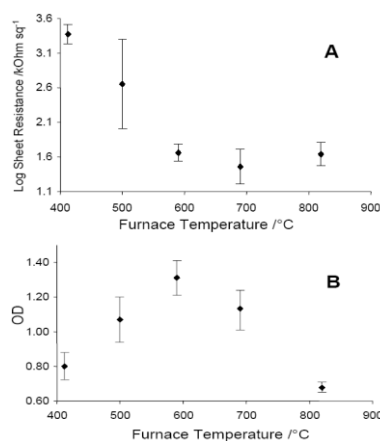 A
Log Sheet Resistance /kOhm sq⁻¹
3.6
3.1
2.6
2.1
1.6
1.1
400 500 600 700 800 900
Furnace Temperature /°C
B
OD
1.40
1.20
1.00
0.80
0.60
400 500 600 700 800 900
Furnace Temperature /°C